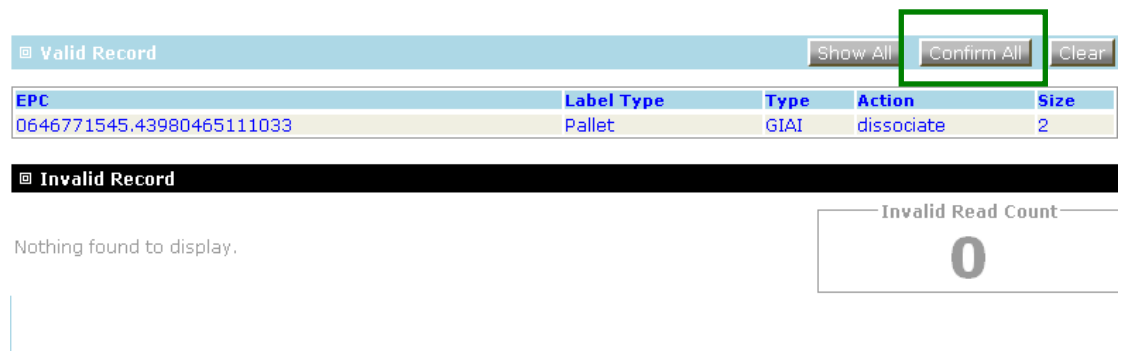 Valid Record Show All Confirm All Clear
EPC Label Type Type Action Size
0646771545.43980465111033 Pallet GIAI dissociate 2
Invalid Record
Invalid Read Count
Nothing found to display.
0